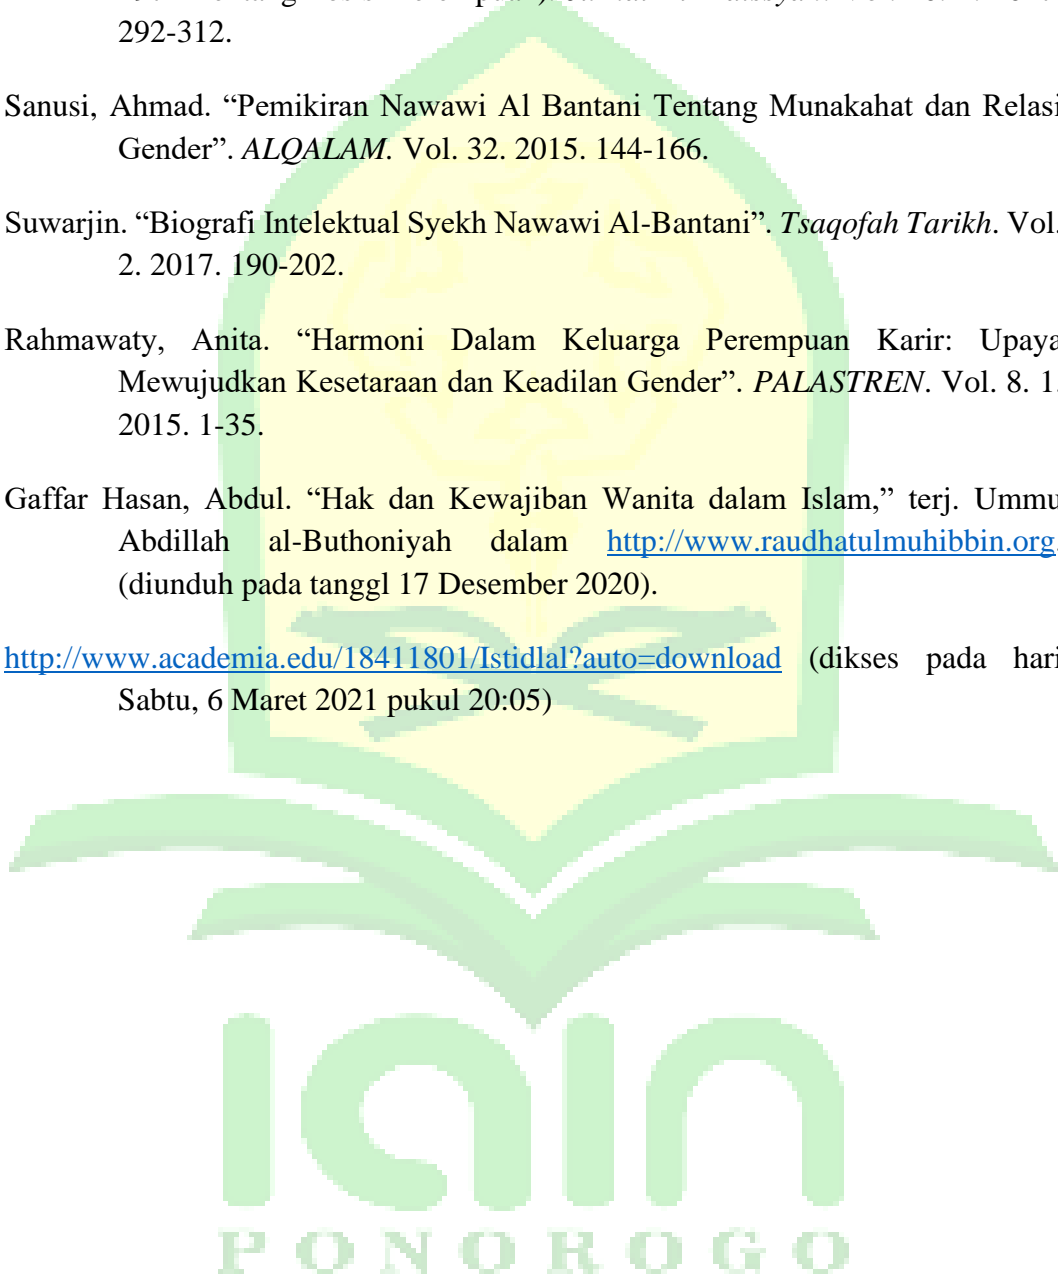 292-312.
Sanusi, Ahmad. “Pemikiran Nawawi Al Bantani Tentang Munakahat dan Relasi
Gender”. ALQALAM. Vol. 32. 2015. 144-166.
Suwarjin. “Biografi Intelektual Syekh Nawawi Al-Bantani”. Tsaqofah Tarikh. Vol.
2. 2017. 190-202.
Rahmawaty, Anita. “Harmoni Dalam Keluarga Perempuan Karir: Upaya
Mewujudkan Kesetaraan dan Keadilan Gender”. PALASTREN. Vol. 8. 1.
2015. 1-35.
Gaffar Hasan, Abdul. “Hak dan Kewajiban Wanita dalam Islam,” terj. Ummu
Abdillah al-Buthoniyah dalam http://www.raudhatulmuhibbin.org.
(diunduh pada tanggl 17 Desember 2020).
http://www.academia.edu/18411801/Istidlal?auto=download (dikses pada hari
Sabtu, 6 Maret 2021 pukul 20:05)
iain
PONOROGO